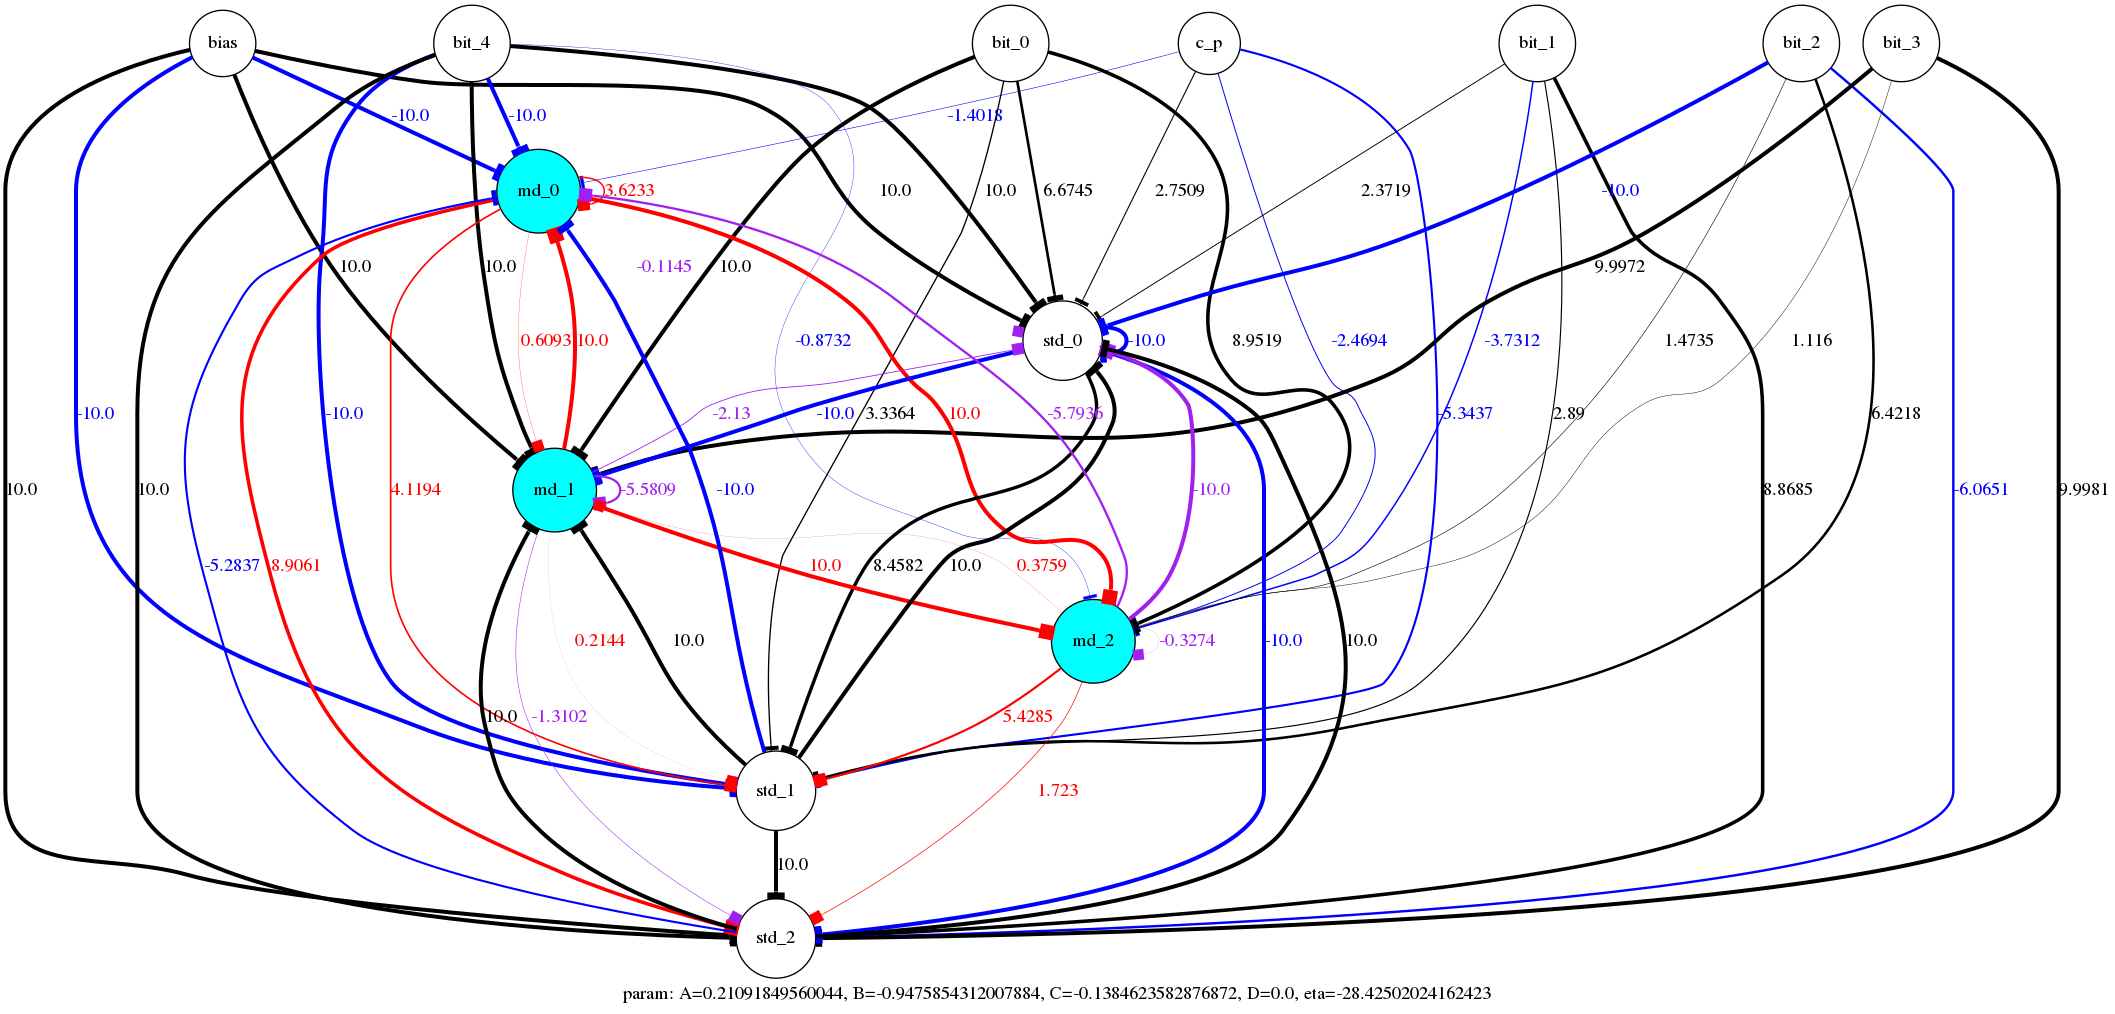 bias bit_4 bit_0 c_p bit_1 bit_2 bit_3
-10.0 -10.0 -1.4018
md_0 3.6233 10.0 10.0 6.6745 2.7509 2.3719 -10.0
10.0 10.0 -0.1145 10.0 9.9972
0.6093 10.0 -0.8732 std_0 -10.0 8.9519 -2.4694 -3.7312 1.4735 1.116
-10.0 -10.0 -2.13 -10.0 3.3364 10.0 -5.7936 -5.3437 2.89 6.4218
10.0 10.0 4.1194 md_1 -5.5809 -10.0 -10.0 8.8685 -6.0651 9.9981
-5.2837 8.9061 10.0 8.4582 10.0 0.3759
0.2144 10.0 md_2 -0.3274 -10.0 10.0
10.0 -1.3102 5.4285
std_1 1.723
10.0
std_2
param: A=0.21091849560044, B=-0.9475854312007884, C=-0.1384623582876872, D=0.0, eta=-28.42502024162423